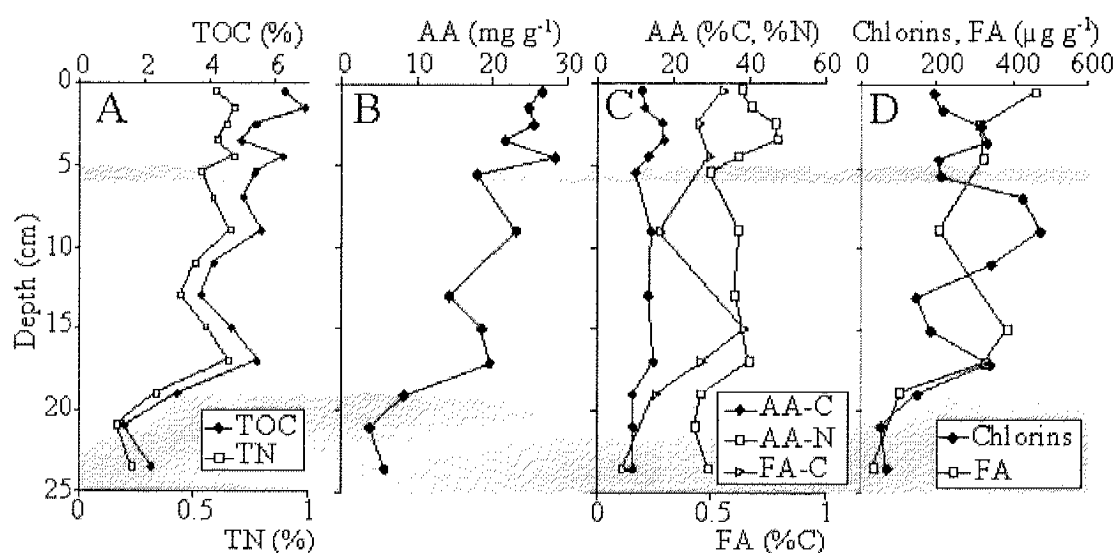 TOC (%)
AA (mg g⁻¹)
AA (%C, %N)
Chlorins, FA (µg g⁻¹)
2 4 6
0 10 20 30
20 40 60
0 200 400 600
0
5
10
15
20
25
Depth (cm)
A
B
C
D
TOC
TN
AA-C
AA-N
FA-C
Chlorins
FA
0 0.5 1
TN (%)
0 0.5 1
FA (%C)